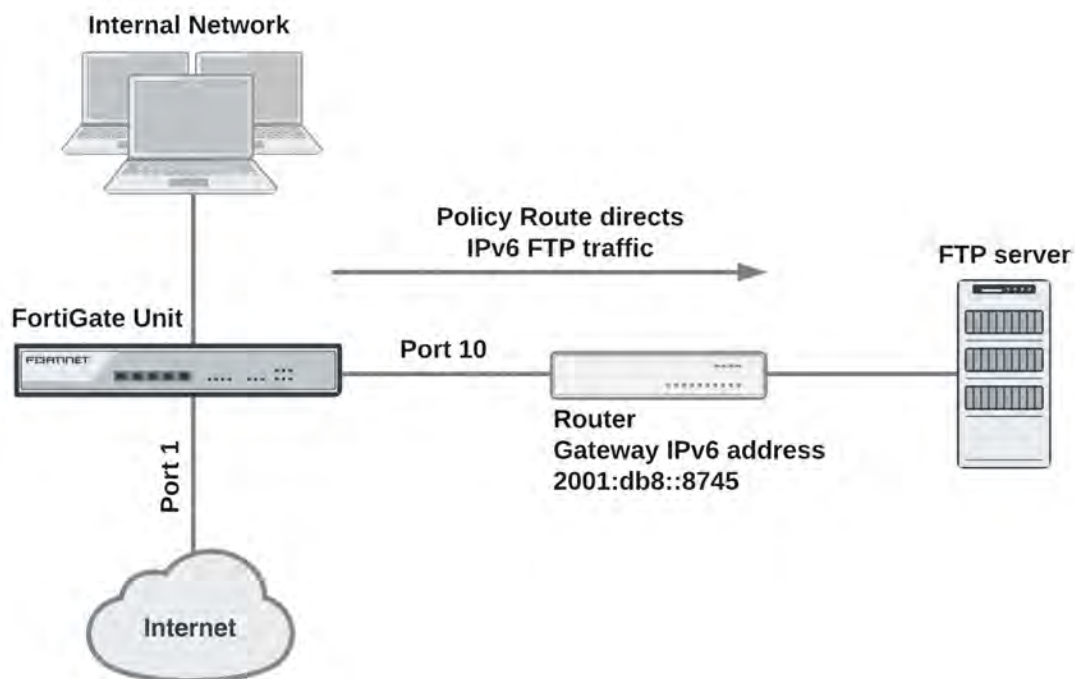 Internal Network
Policy Route directs
IPv6 FTP traffic
FTP server
FortiGate Unit
FORTINET
Port 10
Router
Gateway IPv6 address
2001:db8::8745
Port 1
Internet